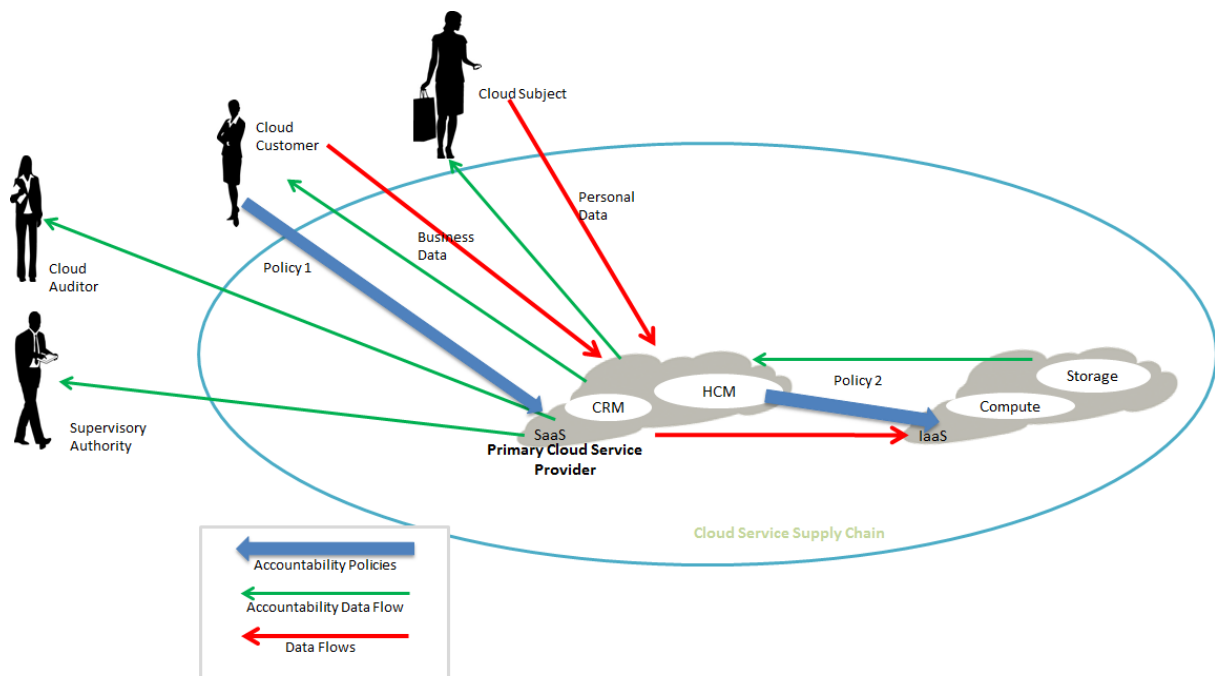 Cloud Subject
Cloud
Customer
Personal
Data
Business
Data
Policy 1
Cloud
Auditor
Supervisory
Authority
Storage
Policy 2
HCM
CRM
Compute
SaaS
IaaS
Primary Cloud Service
Provider
Cloud Service Supply Chain
Accountability Policies
Accountability Data Flow
Data Flows